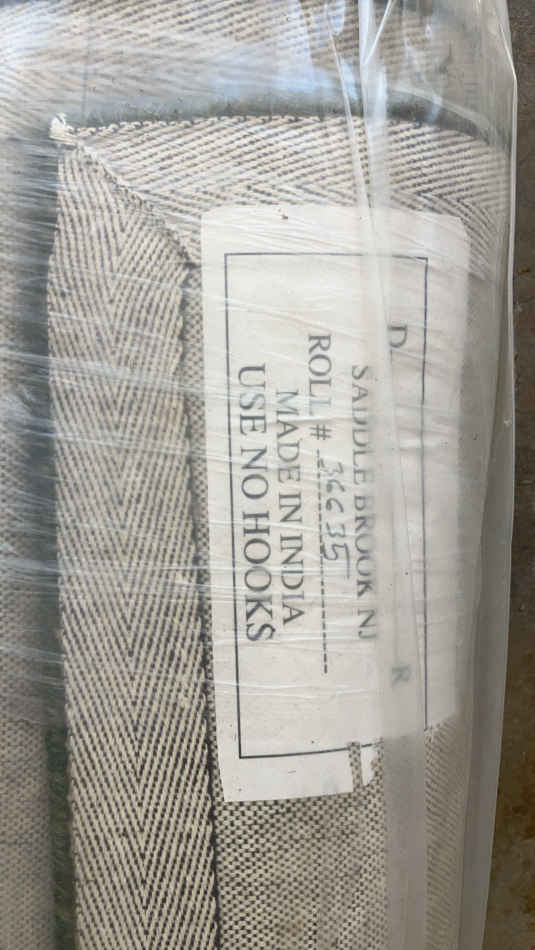 D R
SADDLE BROOK NJ
ROLL # 36635
MADE IN INDIA
USE NO HOOKS